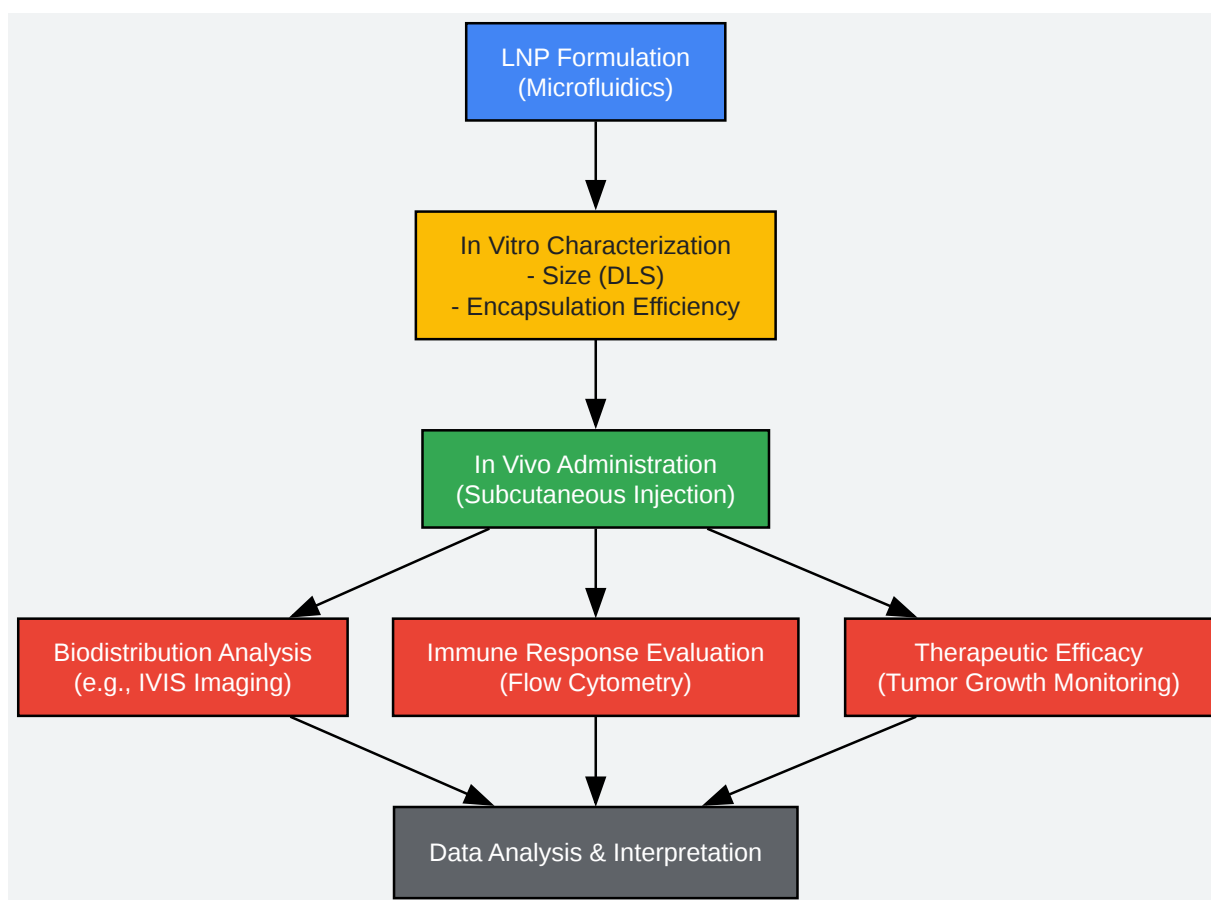 LNP Formulation
(Microfluidics)
In Vitro Characterization
- Size (DLS)
- Encapsulation Efficiency
In Vivo Administration
(Subcutaneous Injection)
Biodistribution Analysis
(e.g., IVIS Imaging)
Immune Response Evaluation
(Flow Cytometry)
Therapeutic Efficacy
(Tumor Growth Monitoring)
Data Analysis & Interpretation